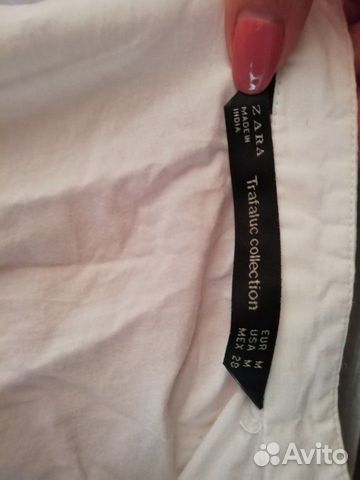 ZARA
MADE IN
INDIA
Trafaluc collection
EUR M
USA M
MEX 28
Avito